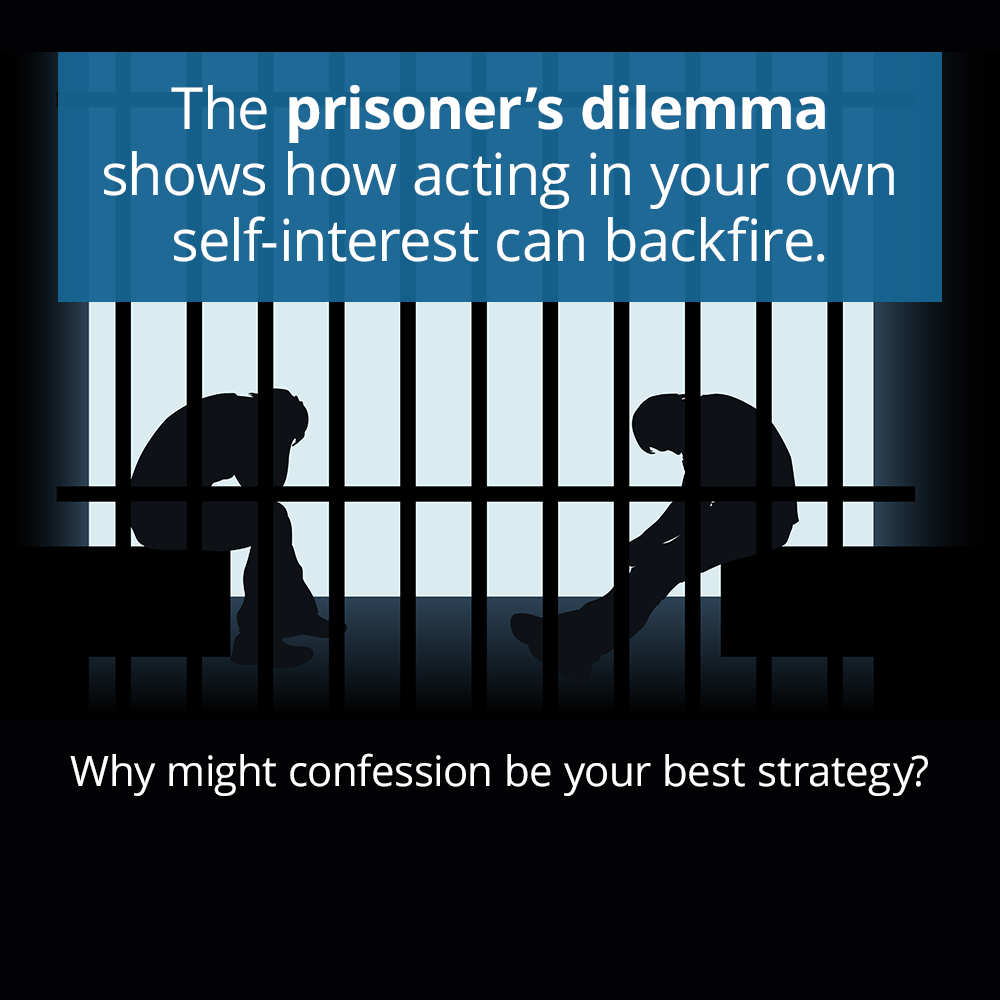 The prisoner’s dilemma
shows how acting in your own
self-interest can backfire.
Why might confession be your best strategy?